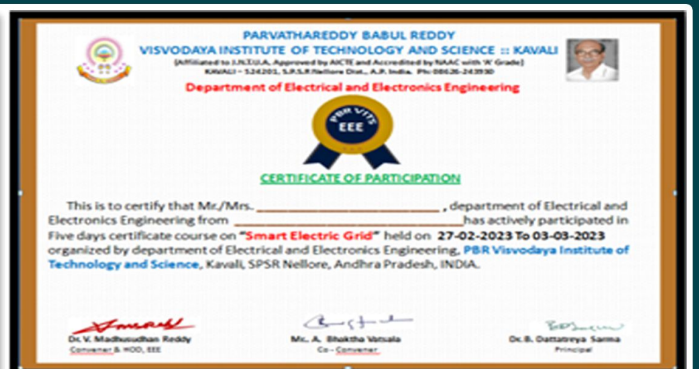 PARVATHAREDDY BABUL REDDY
VISVODAYA INSTITUTE OF TECHNOLOGY AND SCIENCE :: KAVALI
(Affiliated to J.N.T.U.A, Approved by AICTE and Accredited by NAAC with 'A' Grade)
KAVALI – 524201, S.P.S.R.Nellore Dist., A.P. India. Ph: 08626-243930
Department of Electrical and Electronics Engineering
PBR VITS
EEE
CERTIFICATE OF PARTICIPATION
This is to certify that Mr./Mrs. ____________________________ , department of Electrical and
Electronics Engineering from ___________________________________has actively participated in
Five days certificate course on "Smart Electric Grid" held on 27-02-2023 To 03-03-2023
organized by department of Electrical and Electronics Engineering, PBR Visvodaya Institute of
Technology and Science, Kavali, SPSR Nellore, Andhra Pradesh, INDIA.
Dr. V. Madhusudhan Reddy
Convener & HOD, EEE
Mr.. A. Bhaktha Vatsala
Co - Convener
Dr. B. Dattatreya Sarma
Principal